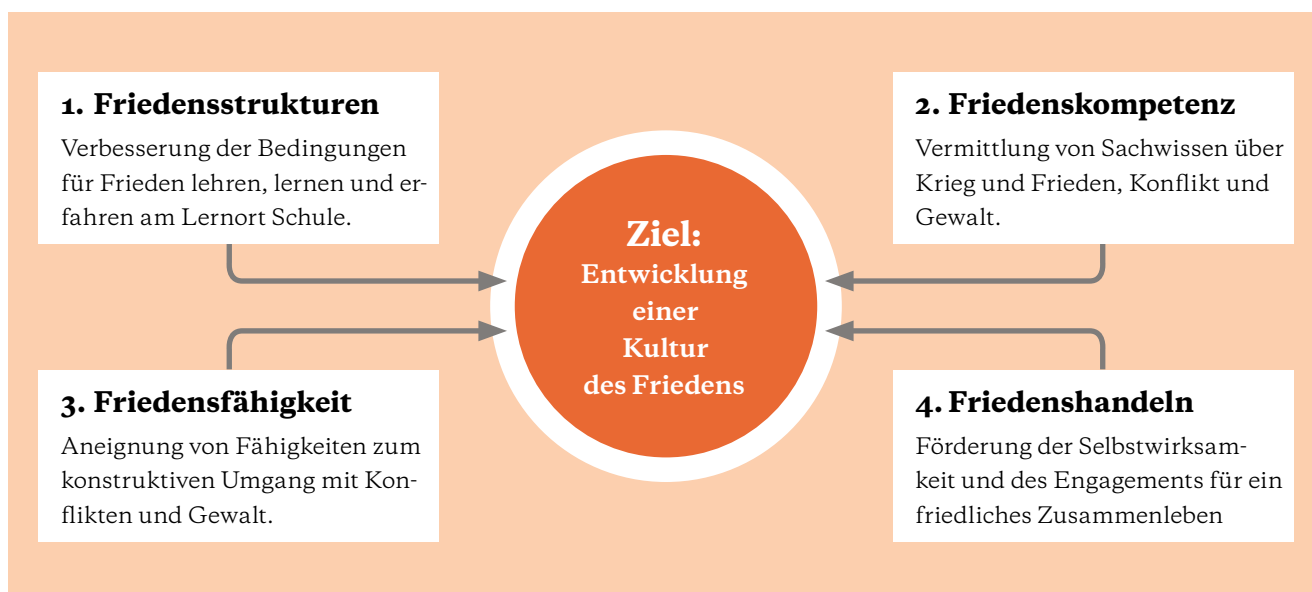 1. Friedensstrukturen
Verbesserung der Bedingungen
für Frieden lehren, lernen und er-
fahren am Lernort Schule.
2. Friedenskompetenz
Vermittlung von Sachwissen über
Krieg und Frieden, Konflikt und
Gewalt.
Ziel:
Entwicklung
einer
Kultur
des Friedens
3. Friedensfähigkeit
Aneignung von Fähigkeiten zum
konstruktiven Umgang mit Kon-
flikten und Gewalt.
4. Friedenshandeln
Förderung der Selbstwirksam-
keit und des Engagements für ein
friedliches Zusammenleben